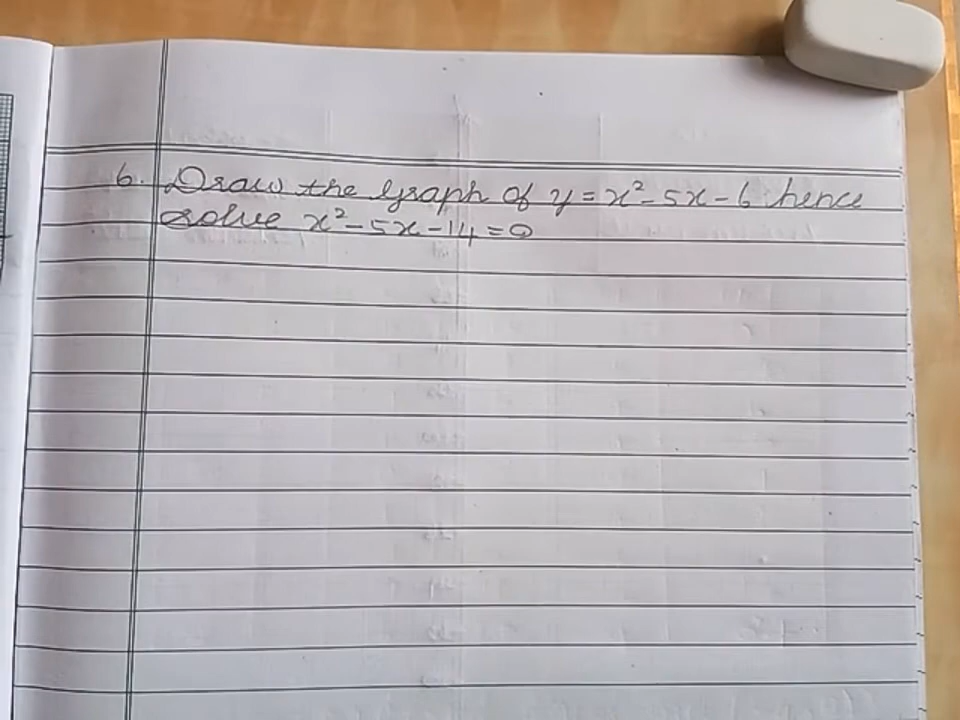 6. Draw the Graph of y = x² - 5x - 6 hence
solve x² - 5x - 14 = 0